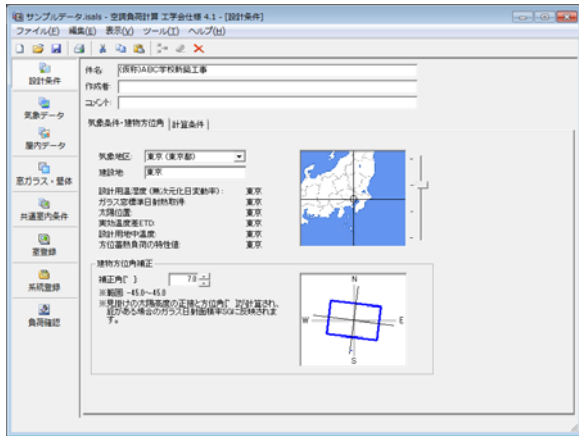 サンプルデータ.isals - 空調負荷計算 工学会仕様 4.1 - [設計条件]
ファイル(F) 編集(E) 表示(V) ツール(T) ヘルプ(H)
設計条件
気象データ
屋内データ
窓ガラス・壁体
共通室内条件
室登録
系統登録
負荷確認
件名: (仮称)ABC学校新築工事
作成者:
コメント:
気象条件・建物方位角 計算条件
気象地区: 東京 (東京都)
建設地 東京
設計用温湿度 (無次元化日変動率): 東京
ガラス窓標準日射熱取得: 東京
太陽位置: 東京
実効温度差ETD: 東京
設計用地中温度: 東京
方位蓄熱負荷の特性値: 東京
建物方位角補正
補正角[゜] 7.0
※範囲 -45.0~45.0
※見掛けの太陽高度の正接と方位角[゜]が計算され、
庇がある場合のガラス日射面積率SGに反映されま
す。
N
W E
S